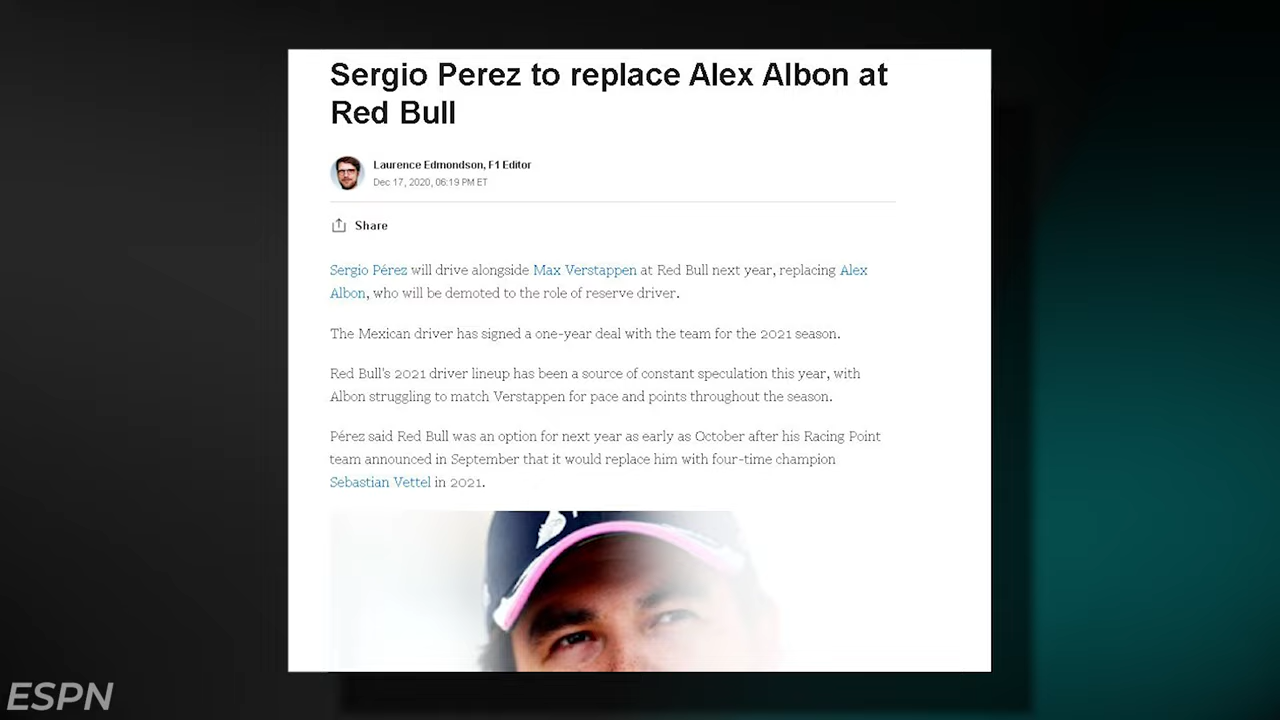 Sergio Perez to replace Alex Albon at
Red Bull
Laurence Edmondson, F1 Editor
Dec 17, 2020, 06:19 PM ET
Share
Sergio Pérez will drive alongside Max Verstappen at Red Bull next year, replacing Alex
Albon, who will be demoted to the role of reserve driver.
The Mexican driver has signed a one-year deal with the team for the 2021 season.
Red Bull's 2021 driver lineup has been a source of constant speculation this year, with
Albon struggling to match Verstappen for pace and points throughout the season.
Pérez said Red Bull was an option for next year as early as October after his Racing Point
team announced in September that it would replace him with four-time champion
Sebastian Vettel in 2021.
ESPN